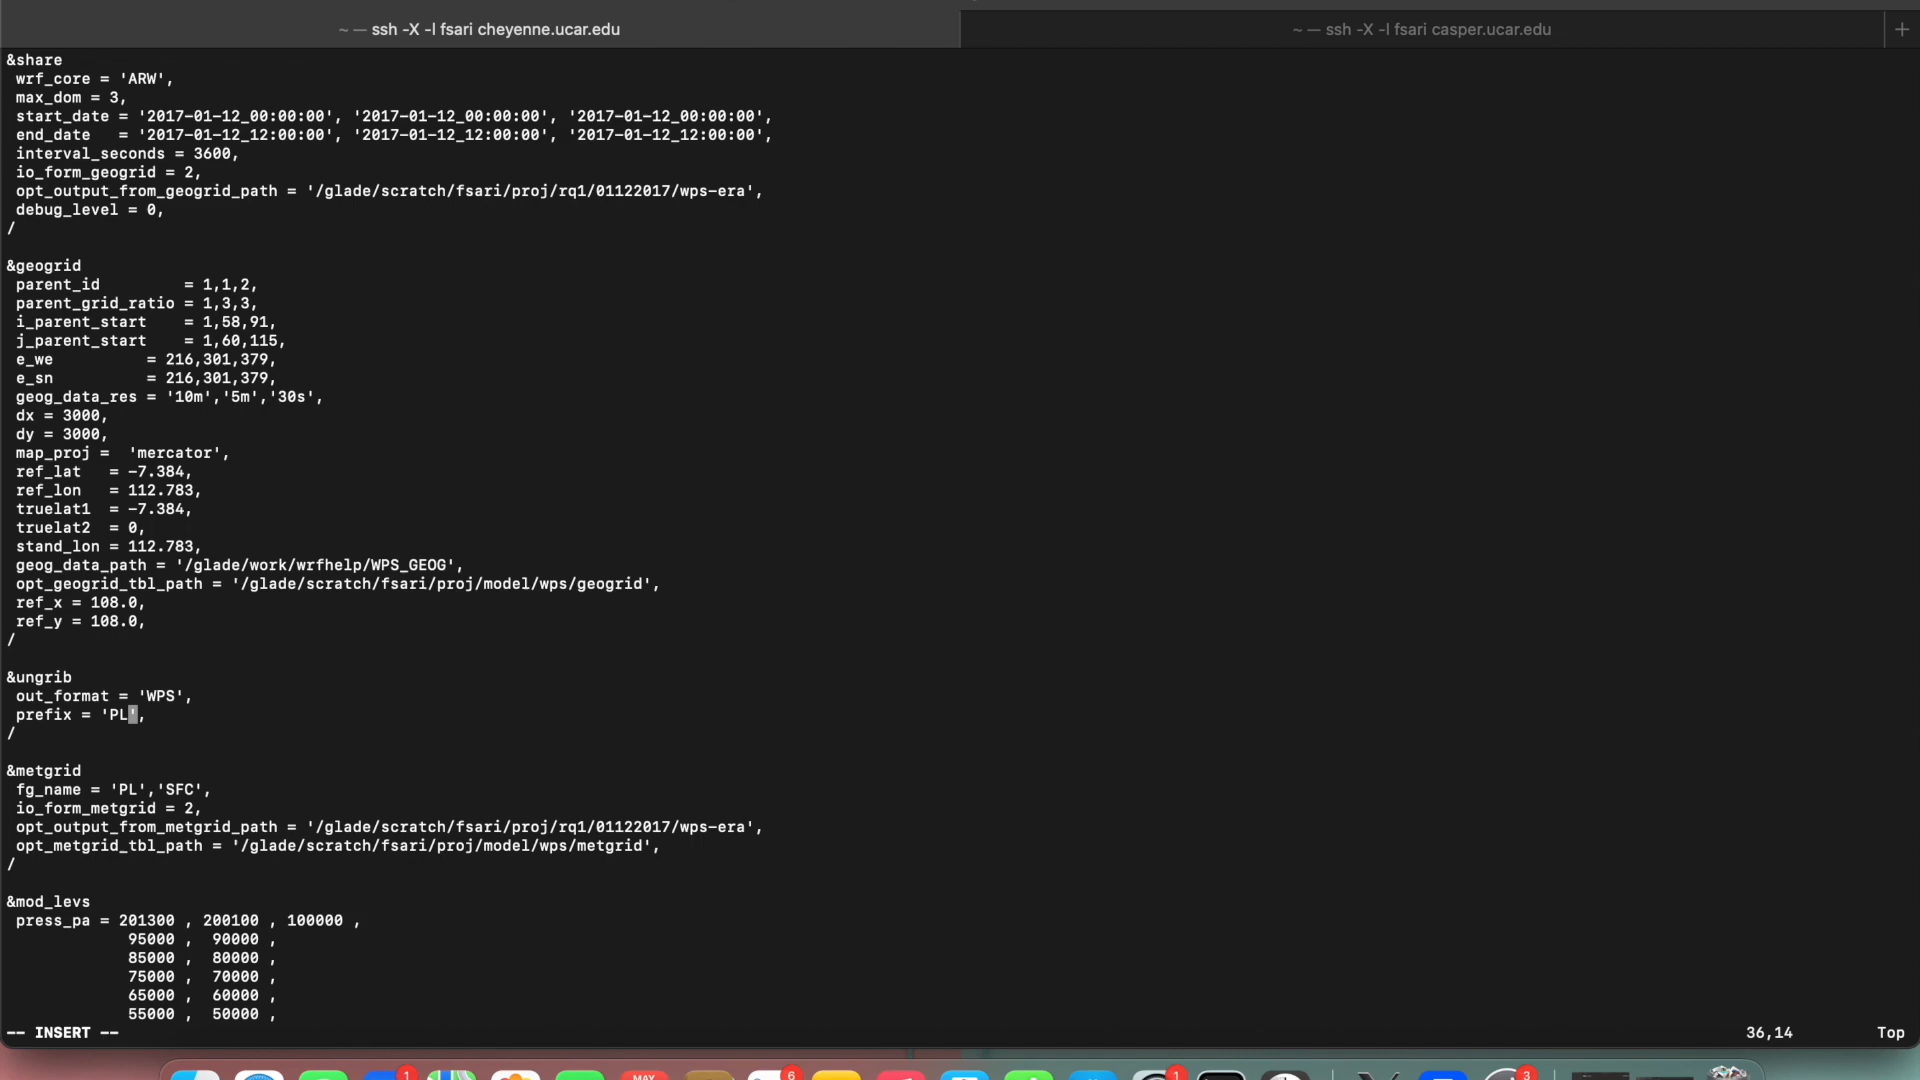 ~ — ssh -X -l fsari cheyenne.ucar.edu
~ — ssh -X -l fsari casper.ucar.edu
+
&share
 wrf_core = 'ARW',
 max_dom = 3,
 start_date = '2017-01-12_00:00:00', '2017-01-12_00:00:00', '2017-01-12_00:00:00',
 end_date   = '2017-01-12_12:00:00', '2017-01-12_12:00:00', '2017-01-12_12:00:00',
 interval_seconds = 3600,
 io_form_geogrid = 2,
 opt_output_from_geogrid_path = '/glade/scratch/fsari/proj/rq1/01122017/wps-era',
 debug_level = 0,
/
&geogrid
 parent_id         = 1,1,2,
 parent_grid_ratio = 1,3,3,
 i_parent_start    = 1,58,91,
 j_parent_start    = 1,60,115,
 e_we          = 216,301,379,
 e_sn          = 216,301,379,
 geog_data_res = '10m','5m','30s',
 dx = 3000,
 dy = 3000,
 map_proj =  'mercator',
 ref_lat   = -7.384,
 ref_lon   = 112.783,
 truelat1  = -7.384,
 truelat2  = 0,
 stand_lon = 112.783,
 geog_data_path = '/glade/work/wrfhelp/WPS_GEOG',
 opt_geogrid_tbl_path = '/glade/scratch/fsari/proj/model/wps/geogrid',
 ref_x = 108.0,
 ref_y = 108.0,
/
&ungrib
 out_format = 'WPS',
 prefix = 'PL',
/
&metgrid
 fg_name = 'PL','SFC',
 io_form_metgrid = 2,
 opt_output_from_metgrid_path = '/glade/scratch/fsari/proj/rq1/01122017/wps-era',
 opt_metgrid_tbl_path = '/glade/scratch/fsari/proj/model/wps/metgrid',
/
&mod_levs
 press_pa = 201300 , 200100 , 100000 ,
             95000 ,  90000 ,
             85000 ,  80000 ,
             75000 ,  70000 ,
             65000 ,  60000 ,
             55000 ,  50000 ,
-- INSERT --
36,14
Top
1
MAY
6
1
3